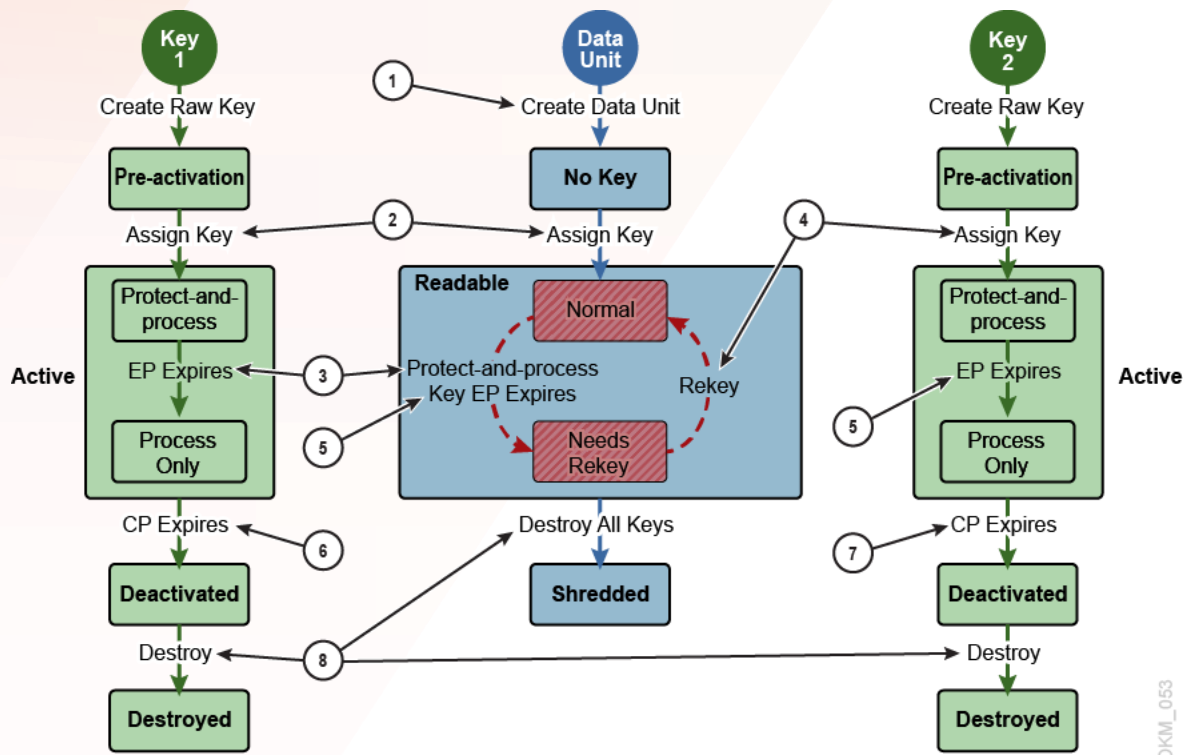 Key
1
Data
Unit
Key
2
1
Create Raw Key
Create Data Unit
Create Raw Key
Pre-activation
No Key
Pre-activation
2
4
Assign Key
Assign Key
Assign Key
Readable
Protect-and-
process
Normal
Protect-and-
process
Active
EP Expires
3
Protect-and-process
Key EP Expires
Rekey
EP Expires
Active
5
5
Process
Only
Needs
Rekey
Process
Only
CP Expires
6
Destroy All Keys
7
CP Expires
Deactivated
Shredded
Deactivated
Destroy
8
Destroy
Destroyed
Destroyed
OKM_053